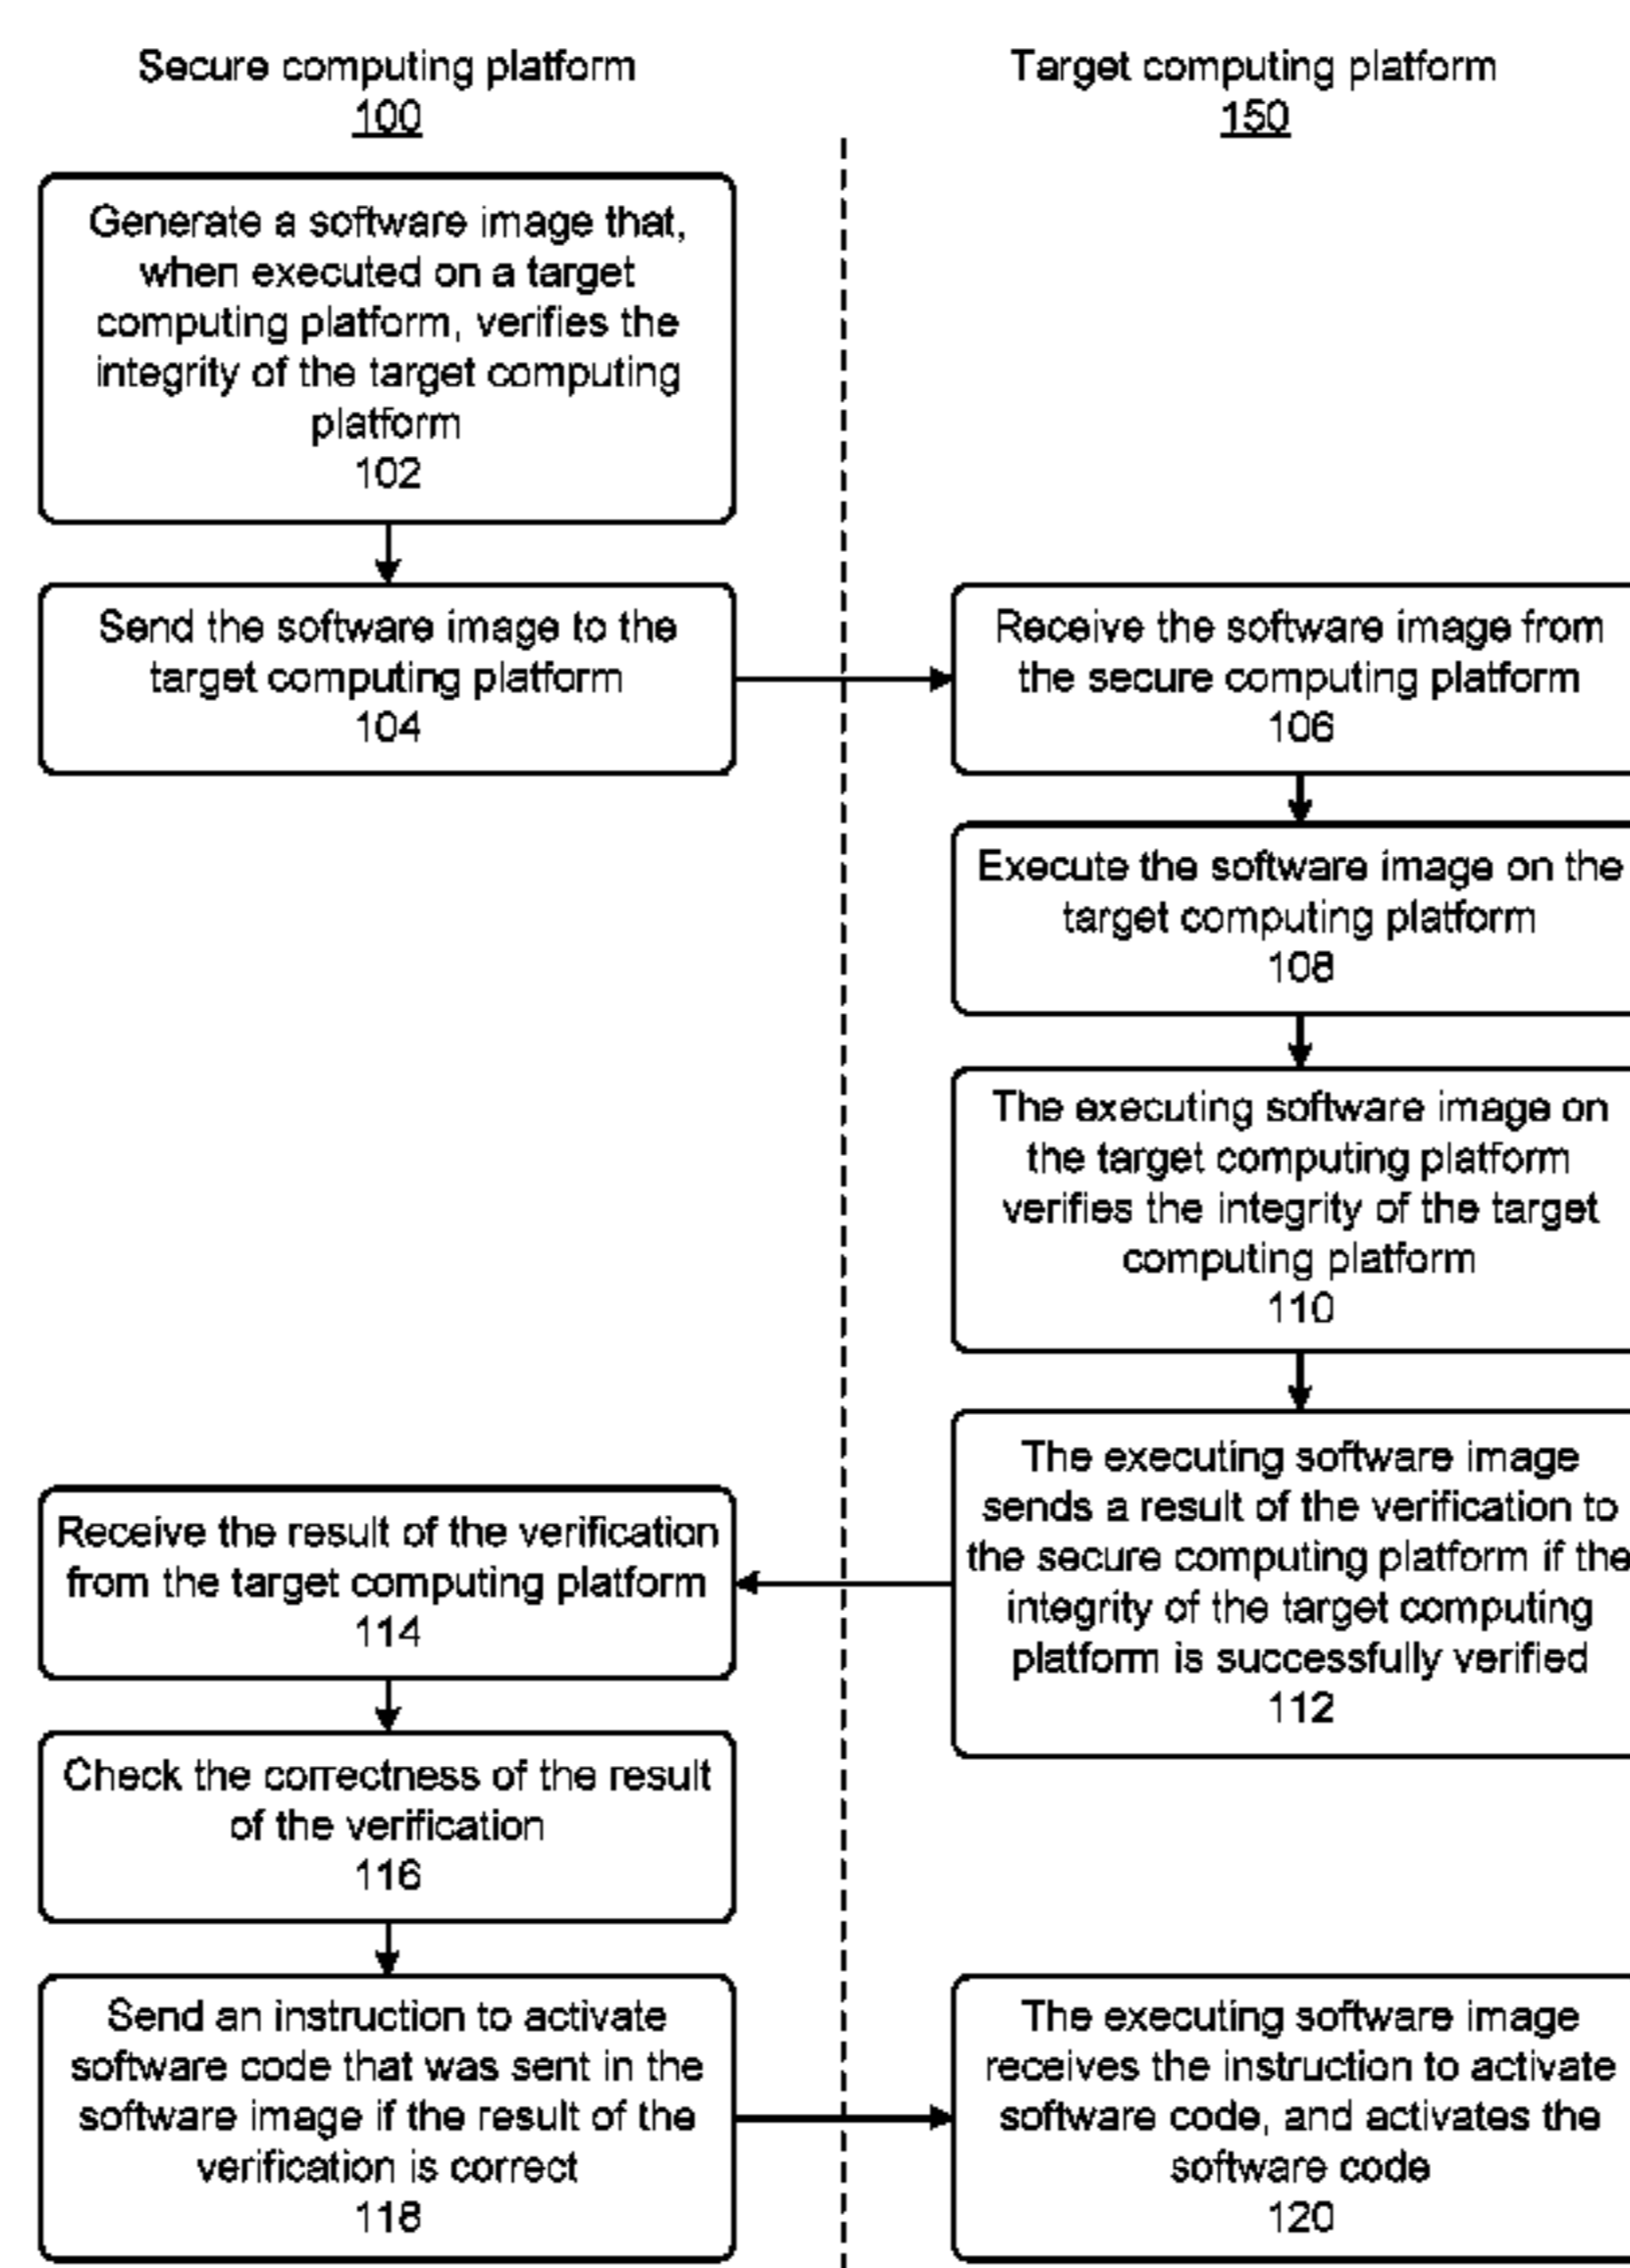 Secure computing platform
100
Target computing platform
150
Generate a software image that,
when executed on a target
computing platform, verifies the
integrity of the target computing
platform
102
Send the software image to the
target computing platform
104
Receive the software image from
the secure computing platform
106
Execute the software image on the
target computing platform
108
The executing software image on
the target computing platform
verifies the integrity of the target
computing platform
110
The executing software image
sends a result of the verification to
the secure computing platform if the
integrity of the target computing
platform is successfully verified
112
Receive the result of the verification
from the target computing platform
114
Check the correctness of the result
of the verification
116
Send an instruction to activate
software code that was sent in the
software image if the result of the
verification is correct
118
The executing software image
receives the instruction to activate
software code, and activates the
software code
120